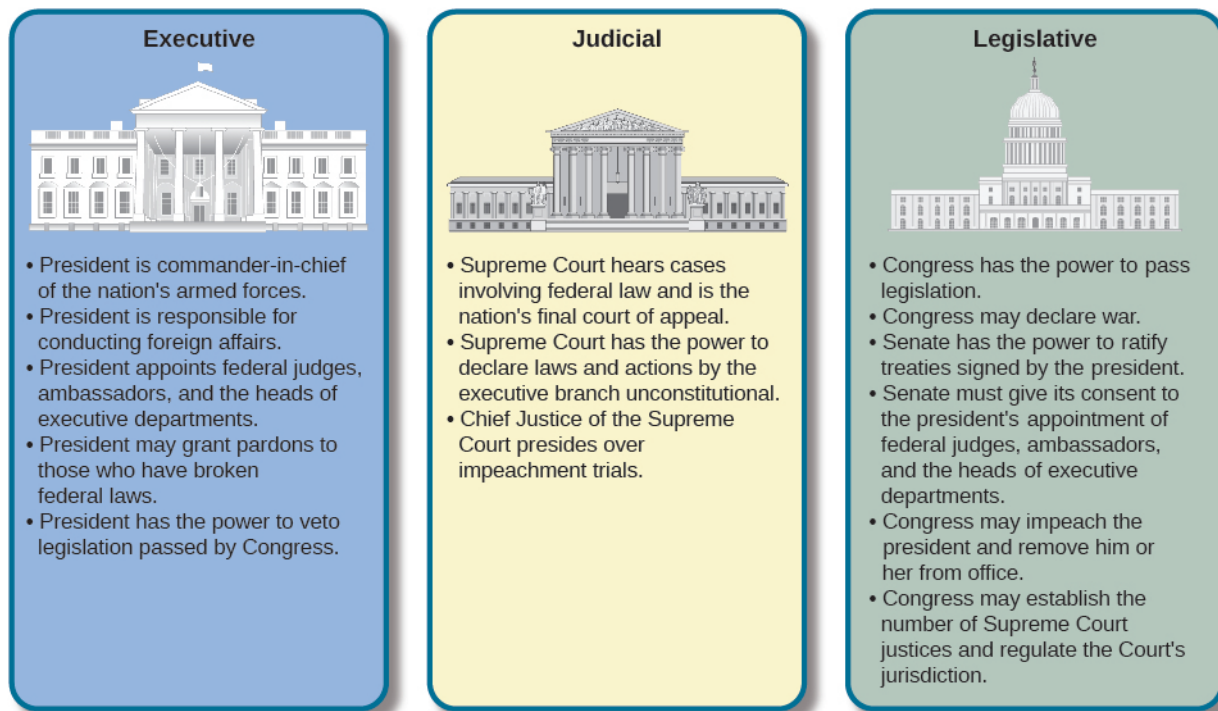 Executive
• President is commander-in-chief
of the nation's armed forces.
• President is responsible for
conducting foreign affairs.
• President appoints federal judges,
ambassadors, and the heads of
executive departments.
• President may grant pardons to
those who have broken
federal laws.
• President has the power to veto
legislation passed by Congress.
Judicial
• Supreme Court hears cases
involving federal law and is the
nation's final court of appeal.
• Supreme Court has the power to
declare laws and actions by the
executive branch unconstitutional.
• Chief Justice of the Supreme
Court presides over
impeachment trials.
Legislative
• Congress has the power to pass
legislation.
• Congress may declare war.
• Senate has the power to ratify
treaties signed by the president.
• Senate must give its consent to
the president's appointment of
federal judges, ambassadors,
and the heads of executive
departments.
• Congress may impeach the
president and remove him or
her from office.
• Congress may establish the
number of Supreme Court
justices and regulate the Court's
jurisdiction.